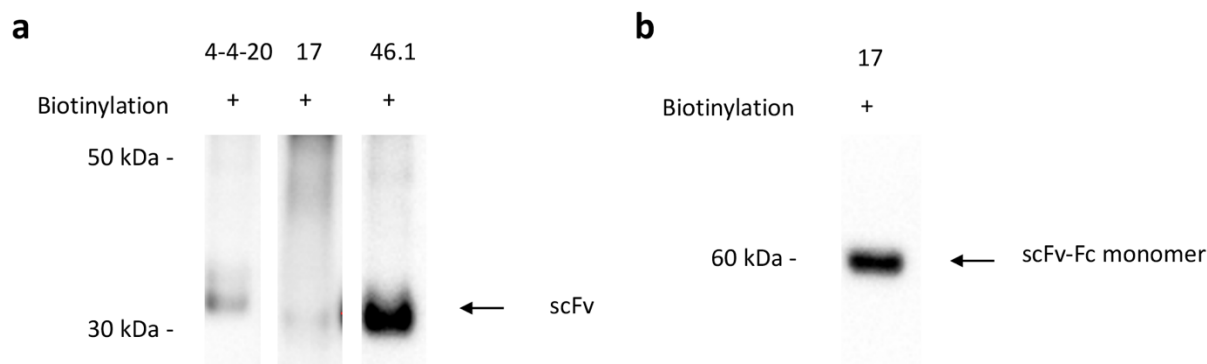 a
4-4-20 17 46.1
Biotinylation + + +
50 kDa -
30 kDa -
scFv
b
17
Biotinylation +
60 kDa -
scFv-Fc monomer